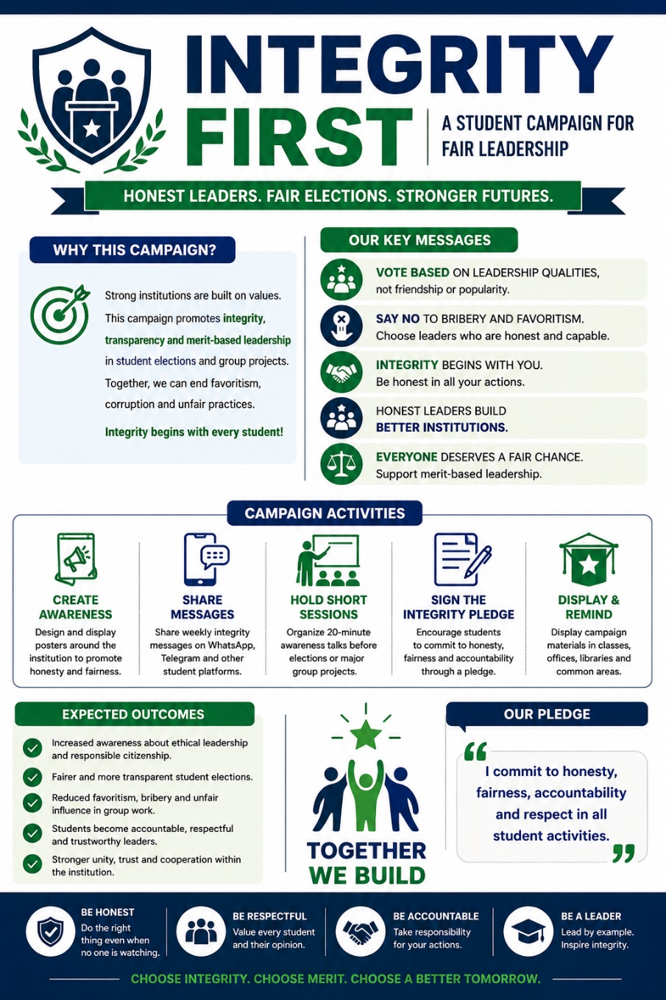 INTEGRITY
FIRST
A STUDENT CAMPAIGN FOR
FAIR LEADERSHIP
HONEST LEADERS. FAIR ELECTIONS. STRONGER FUTURES.
WHY THIS CAMPAIGN?
Strong institutions are built on values.
This campaign promotes integrity,
transparency and merit-based leadership
in student elections and group projects.
Together, we can end favoritism,
corruption and unfair practices.
Integrity begins with every student!
OUR KEY MESSAGES
VOTE BASED ON LEADERSHIP QUALITIES,
not friendship or popularity.
SAY NO TO BRIBERY AND FAVORITISM.
Choose leaders who are honest and capable.
INTEGRITY BEGINS WITH YOU.
Be honest in all your actions.
HONEST LEADERS BUILD
BETTER INSTITUTIONS.
EVERYONE DESERVES A FAIR CHANCE.
Support merit-based leadership.
CAMPAIGN ACTIVITIES
CREATE
AWARENESS
Design and display
posters around the
institution to promote
honesty and fairness.
SHARE
MESSAGES
Share weekly integrity
messages on WhatsApp,
Telegram and other
student platforms.
HOLD SHORT
SESSIONS
Organize 20-minute
awareness talks before
elections or major
group projects.
SIGN THE
INTEGRITY PLEDGE
Encourage students
to commit to honesty,
fairness and accountability
through a pledge.
DISPLAY &
REMIND
Display campaign
materials in classes,
offices, libraries and
common areas.
EXPECTED OUTCOMES
Increased awareness about ethical leadership
and responsible citizenship.
Fairer and more transparent student elections.
Reduced favoritism, bribery and unfair
influence in group work.
Students become accountable, respectful
and trustworthy leaders.
Stronger unity, trust and cooperation within
the institution.
TOGETHER
WE BUILD
OUR PLEDGE
“I commit to honesty,
fairness, accountability
and respect in all
student activities.”
BE HONEST
Do the right
thing even when
no one is watching.
BE RESPECTFUL
Value every student
and their opinion.
BE ACCOUNTABLE
Take responsibility
for your actions.
BE A LEADER
Lead by example.
Inspire integrity.
CHOOSE INTEGRITY. CHOOSE MERIT. CHOOSE A BETTER TOMORROW.